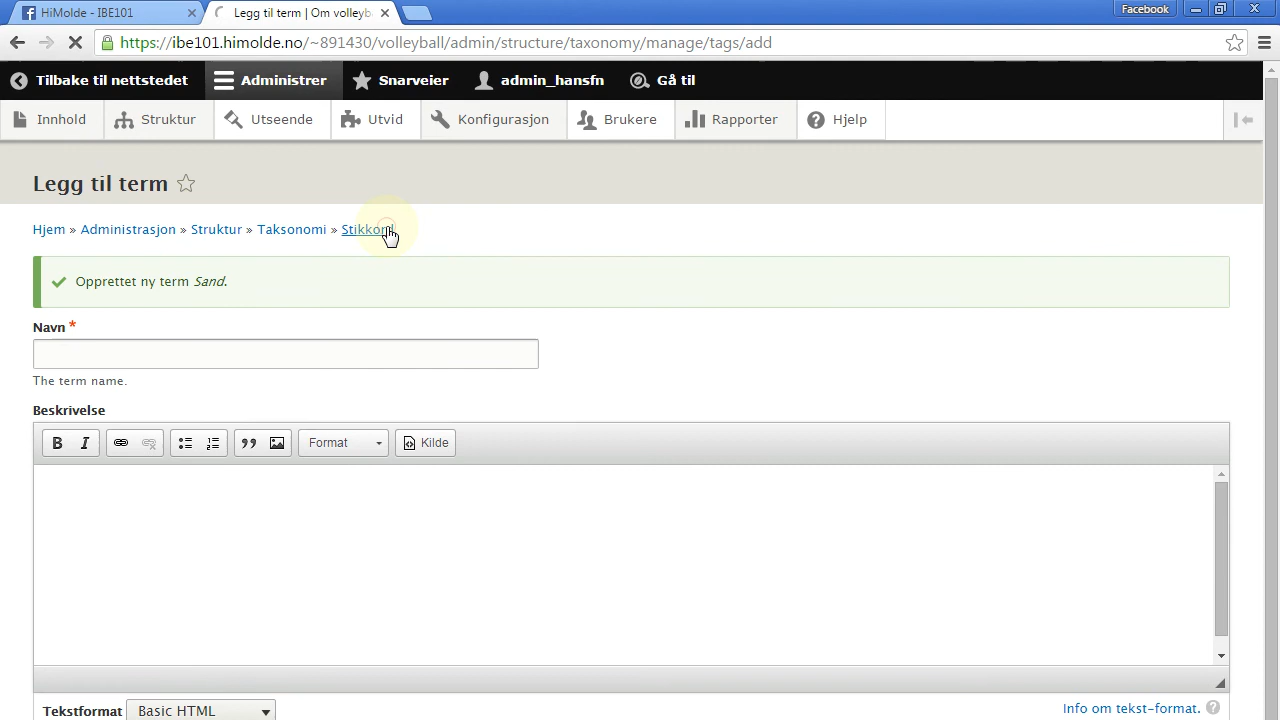 HiMolde - IBE101
Legg til term | Om volleyb
Facebook
https://ibe101.himolde.no/~891430/volleyball/admin/structure/taxonomy/manage/tags/add
Tilbake til nettstedet Administrer Snarveier admin_hansfn Gå til
Innhold Struktur Utseende Utvid Konfigurasjon Brukere Rapporter Hjelp
Legg til term
Hjem » Administrasjon » Struktur » Taksonomi » Stikkord
Opprettet ny term Sand.
Navn *
The term name.
Beskrivelse
B I Format Kilde
Tekstformat Basic HTML Info om tekst-format. ?